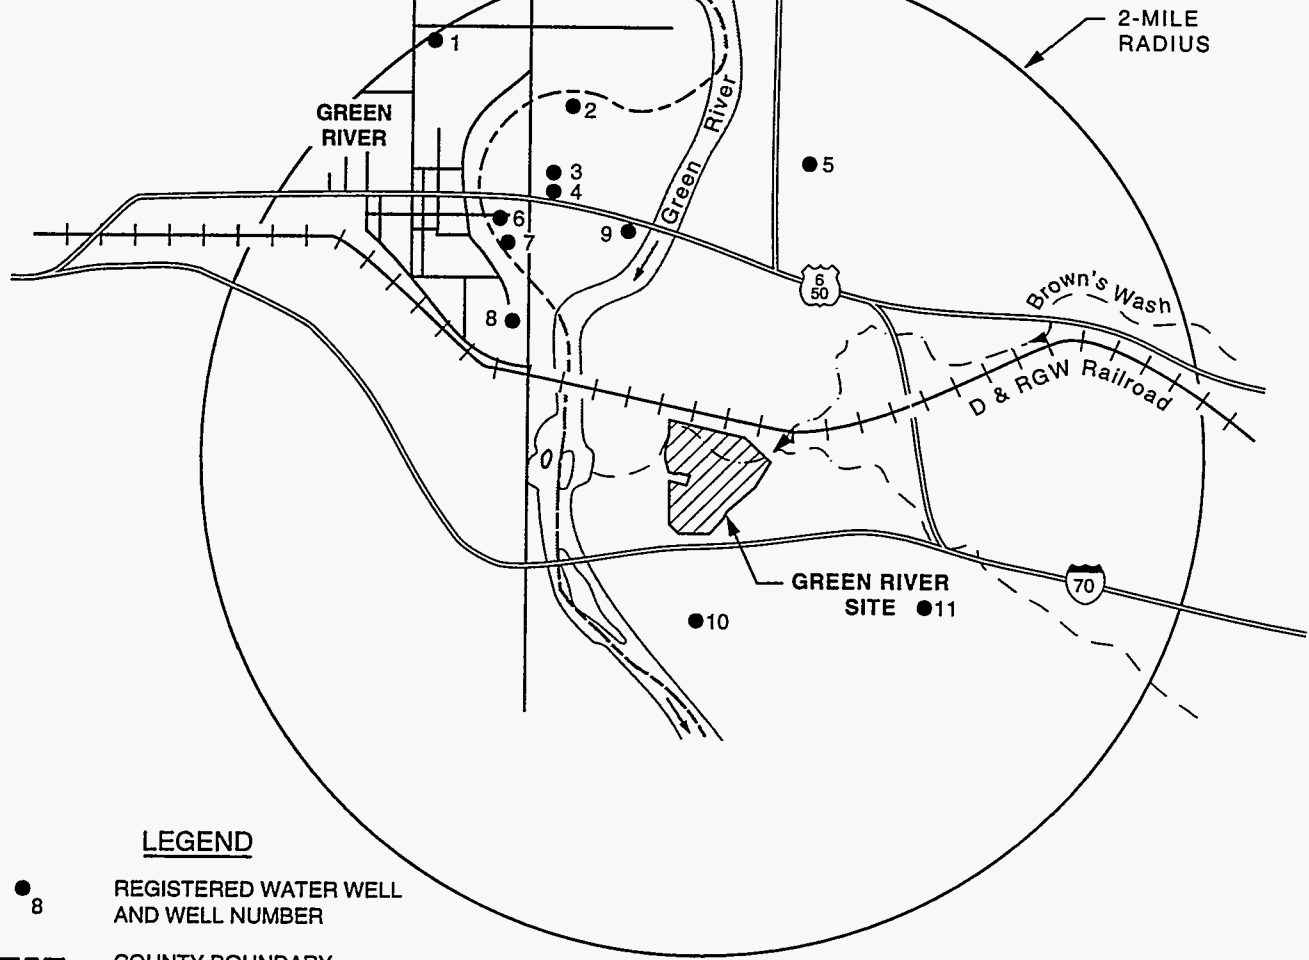 2-MILE
RADIUS
1
GREEN
RIVER
2
River
Green
3
4
5
6
7
9
6
50
8
Brown's Wash
D & RGW Railroad
GREEN RIVER
SITE
70
10
11
LEGEND
8
REGISTERED WATER WELL
AND WELL NUMBER
COUNTY BOUNDARY